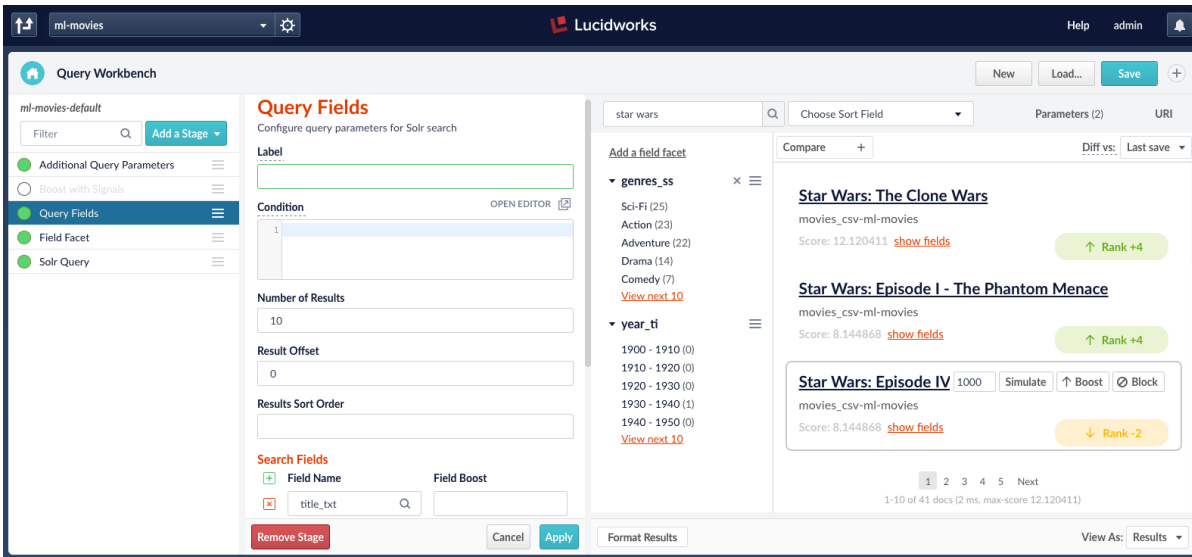 ml-movies
Lucidworks
Help
admin
Query Workbench
New
Load...
Save
ml-movies-default
Filter
Add a Stage
Additional Query Parameters
Boost with Signals
Query Fields
Field Facet
Solr Query
Query Fields
Configure query parameters for Solr search
Label
Condition
OPEN EDITOR
1
Number of Results
10
Result Offset
0
Results Sort Order
Search Fields
Field Name
Field Boost
title_txt
Remove Stage
Cancel
Apply
star wars
Choose Sort Field
Parameters (2)
URI
Add a field facet
genres_ss
Sci-Fi (25)
Action (23)
Adventure (22)
Drama (14)
Comedy (7)
View next 10
year_ti
1900 - 1910 (0)
1910 - 1920 (0)
1920 - 1930 (0)
1930 - 1940 (1)
1940 - 1950 (0)
View next 10
Compare +
Diff vs: Last save
Star Wars: The Clone Wars
movies_csv-ml-movies
Score: 12.120411 show fields
Rank +4
Star Wars: Episode I - The Phantom Menace
movies_csv-ml-movies
Score: 8.144868 show fields
Rank +4
Star Wars: Episode IV
1000
Simulate
Boost
Block
movies_csv-ml-movies
Score: 8.144868 show fields
Rank -2
1 2 3 4 5 Next
1-10 of 41 docs (2 ms, max-score 12.120411)
Format Results
View As: Results